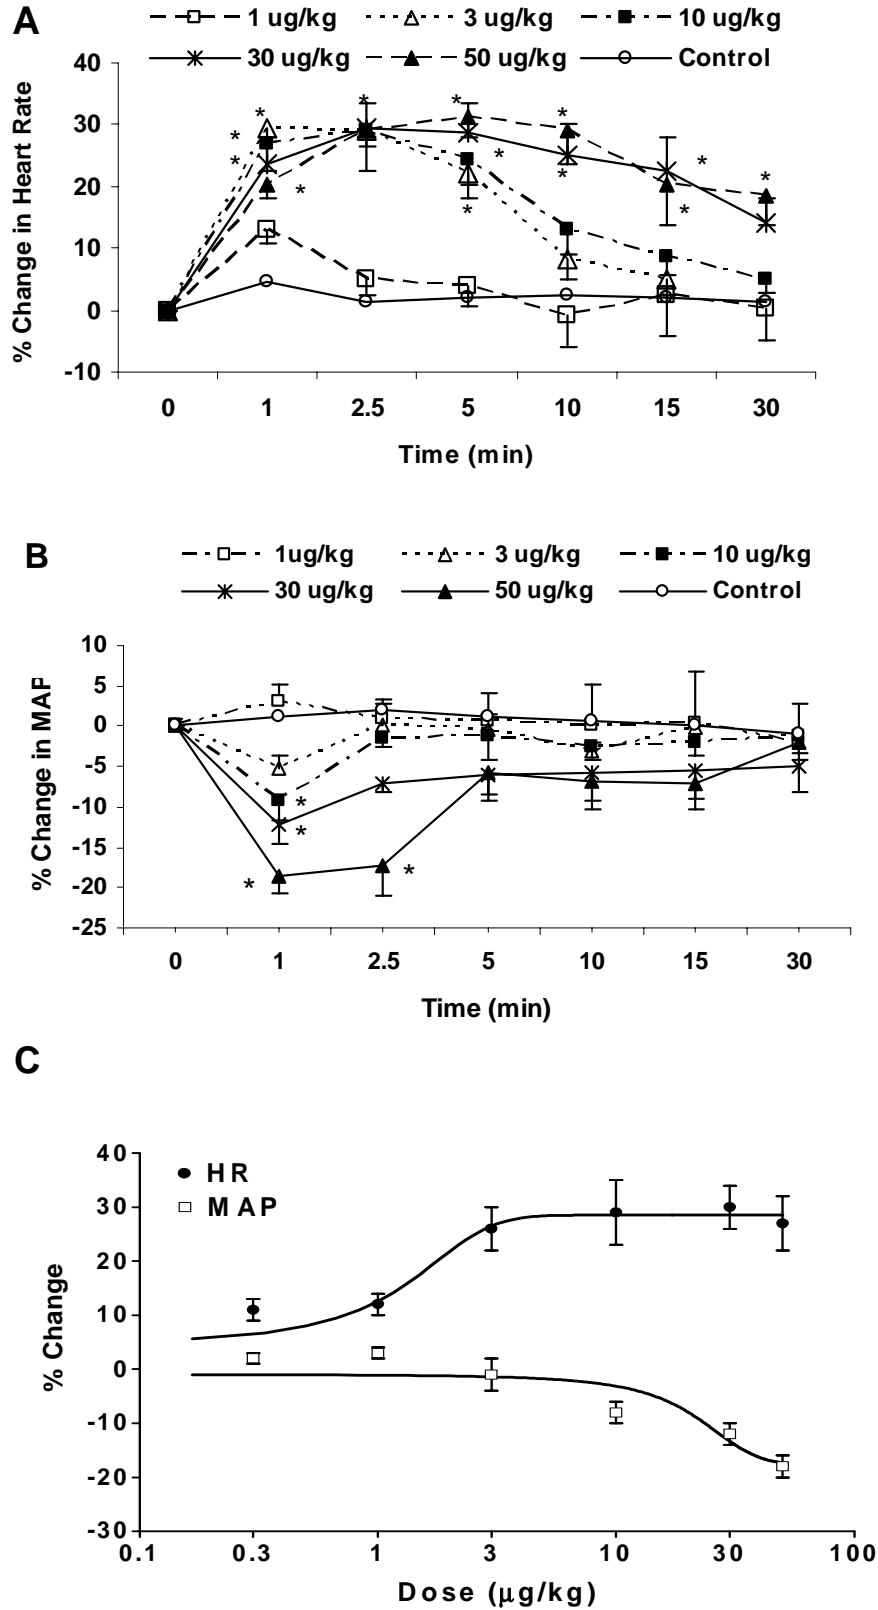 A
1 ug/kg 3 ug/kg 10 ug/kg
30 ug/kg 50 ug/kg Control
% Change in Heart Rate
40
30
20
10
0
-10
* * * * * * * * * * * * * *
0 1 2.5 5 10 15 30
Time (min)
B
1ug/kg 3 ug/kg 10 ug/kg
30 ug/kg 50 ug/kg Control
% Change in MAP
10
5
0
-5
-10
-15
-20
-25
* * * *
0 1 2.5 5 10 15 30
Time (min)
C
HR
MAP
% Change
40
30
20
10
0
-10
-20
-30
0.1 0.3 1 3 10 30 100
Dose (μg/kg)